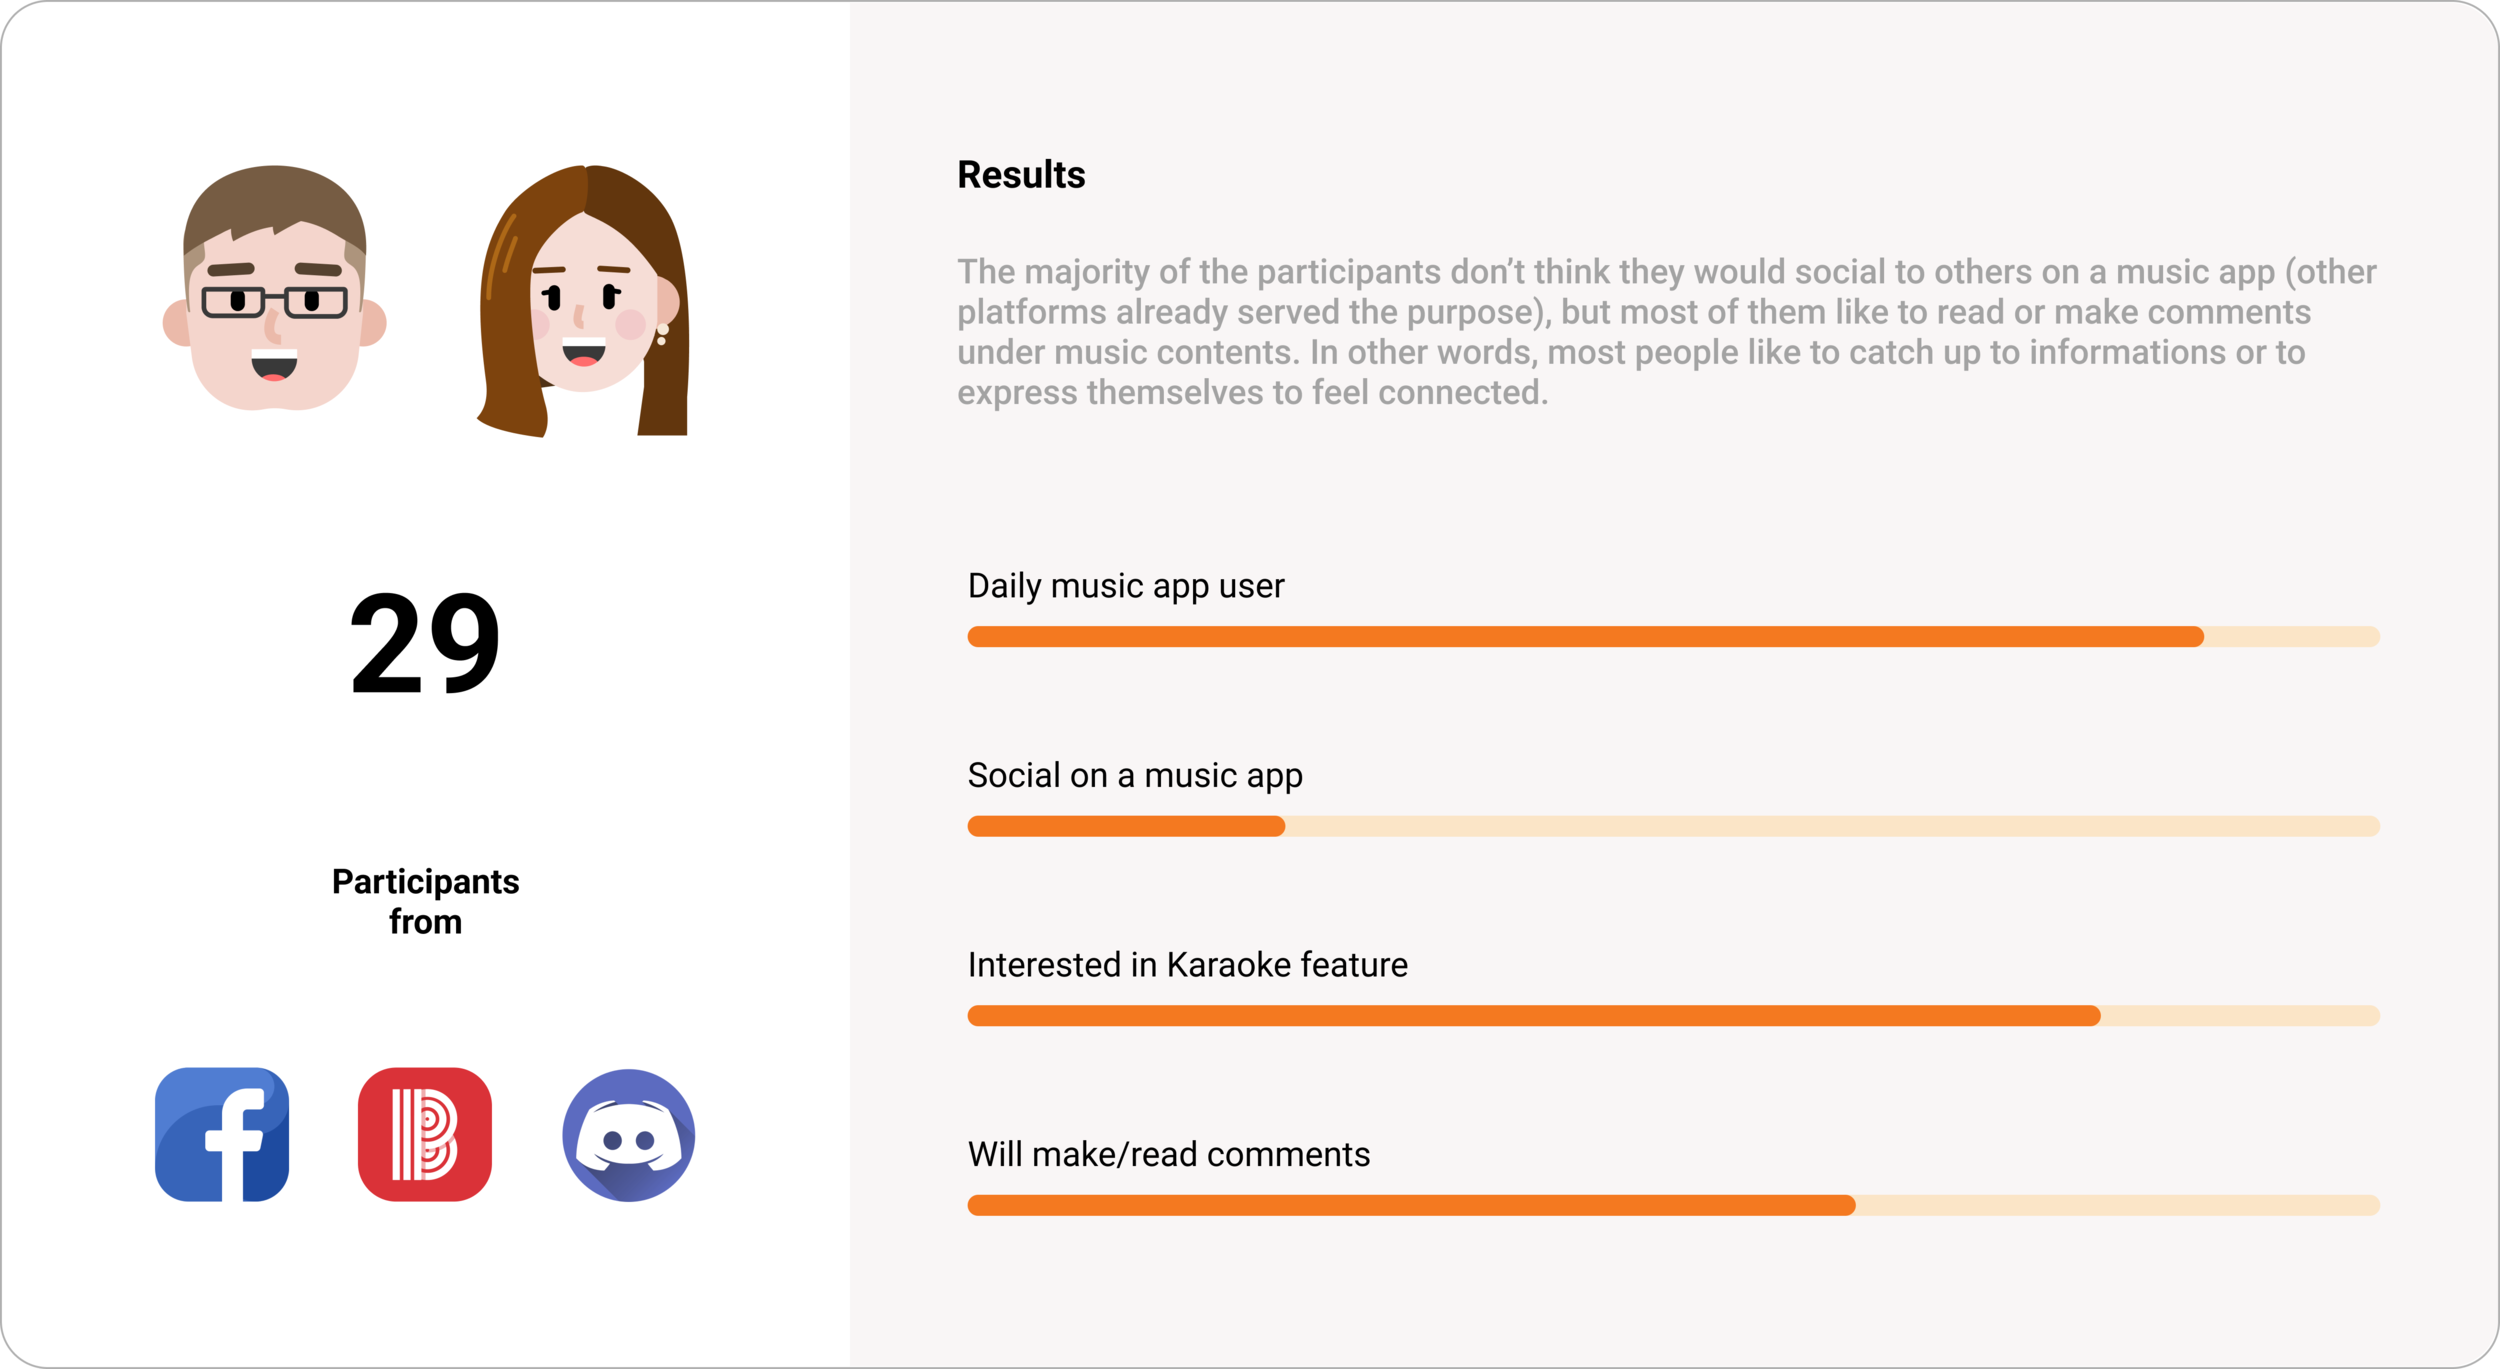 29
Participants
from
Results
The majority of the participants don’t think they would social to others on a music app (other
platforms already served the purpose), but most of them like to read or make comments
under music contents. In other words, most people like to catch up to informations or to
express themselves to feel connected.
Daily music app user
Social on a music app
Interested in Karaoke feature
Will make/read comments